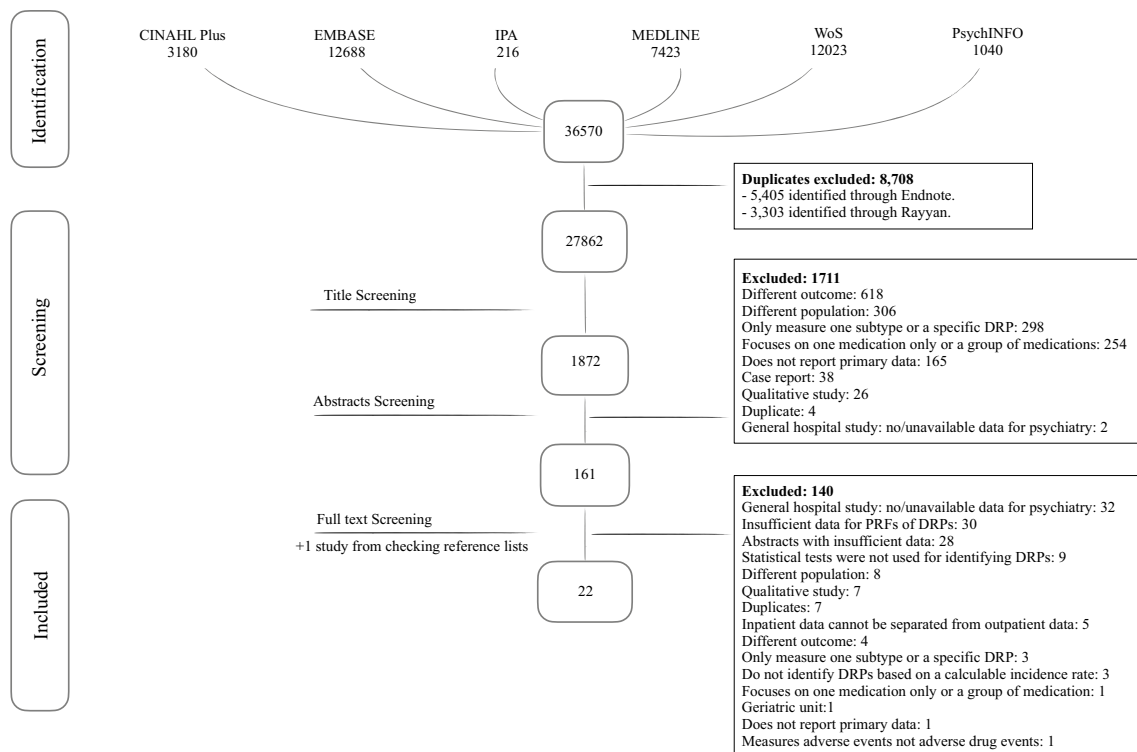 Identification
CINAHL Plus
3180
EMBASE
12688
IPA
216
MEDLINE
7423
WoS
12023
PsychINFO
1040
36570
Duplicates excluded: 8,708
- 5,405 identified through Endnote.
- 3,303 identified through Rayyan.
Screening
27862
Title Screening
1872
Abstracts Screening
161
Excluded: 1711
Different outcome: 618
Different population: 306
Only measure one subtype or a specific DRP: 298
Focuses on one medication only or a group of medications: 254
Does not report primary data: 165
Case report: 38
Qualitative study: 26
Duplicate: 4
General hospital study: no/unavailable data for psychiatry: 2
Included
Full text Screening
+1 study from checking reference lists
22
Excluded: 140
General hospital study: no/unavailable data for psychiatry: 32
Insufficient data for PRFs of DRPs: 30
Abstracts with insufficient data: 28
Statistical tests were not used for identifying DRPs: 9
Different population: 8
Qualitative study: 7
Duplicates: 7
Inpatient data cannot be separated from outpatient data: 5
Different outcome: 4
Only measure one subtype or a specific DRP: 3
Do not identify DRPs based on a calculable incidence rate: 3
Focuses on one medication only or a group of medication: 1
Geriatric unit:1
Does not report primary data: 1
Measures adverse events not adverse drug events: 1